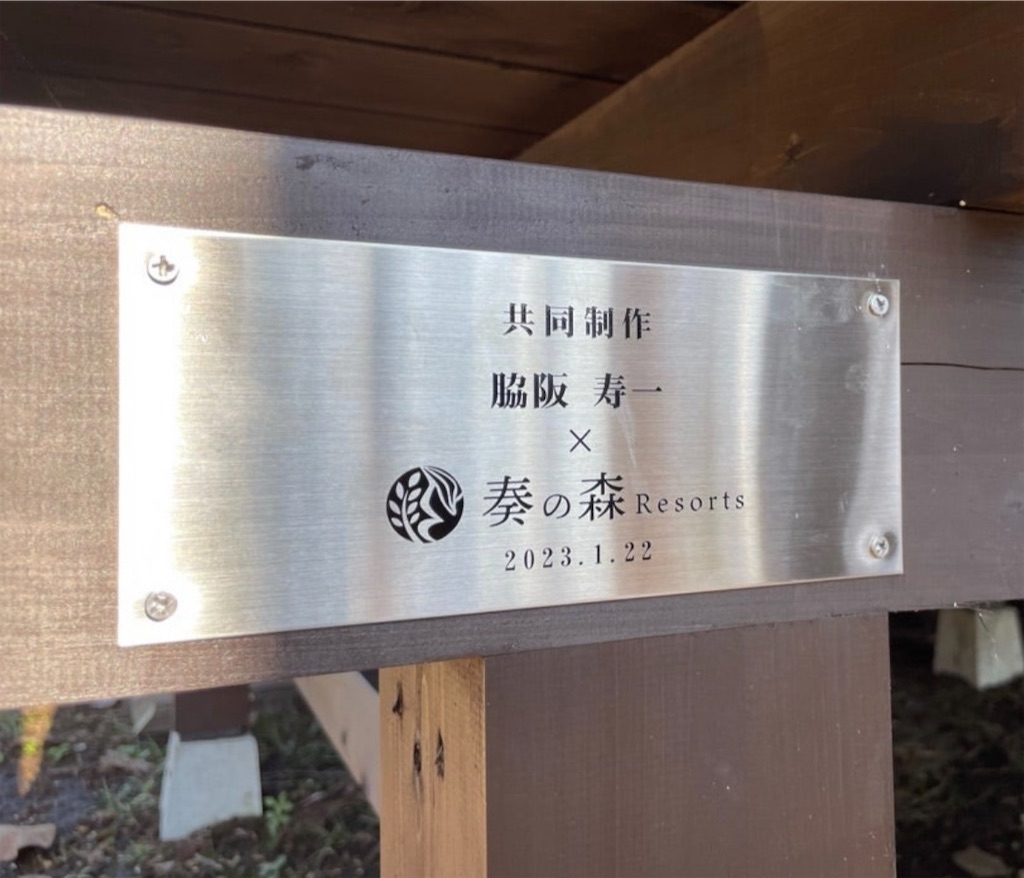 共同制作
脇阪 寿一
×
奏の森 Resorts
2023.1.22